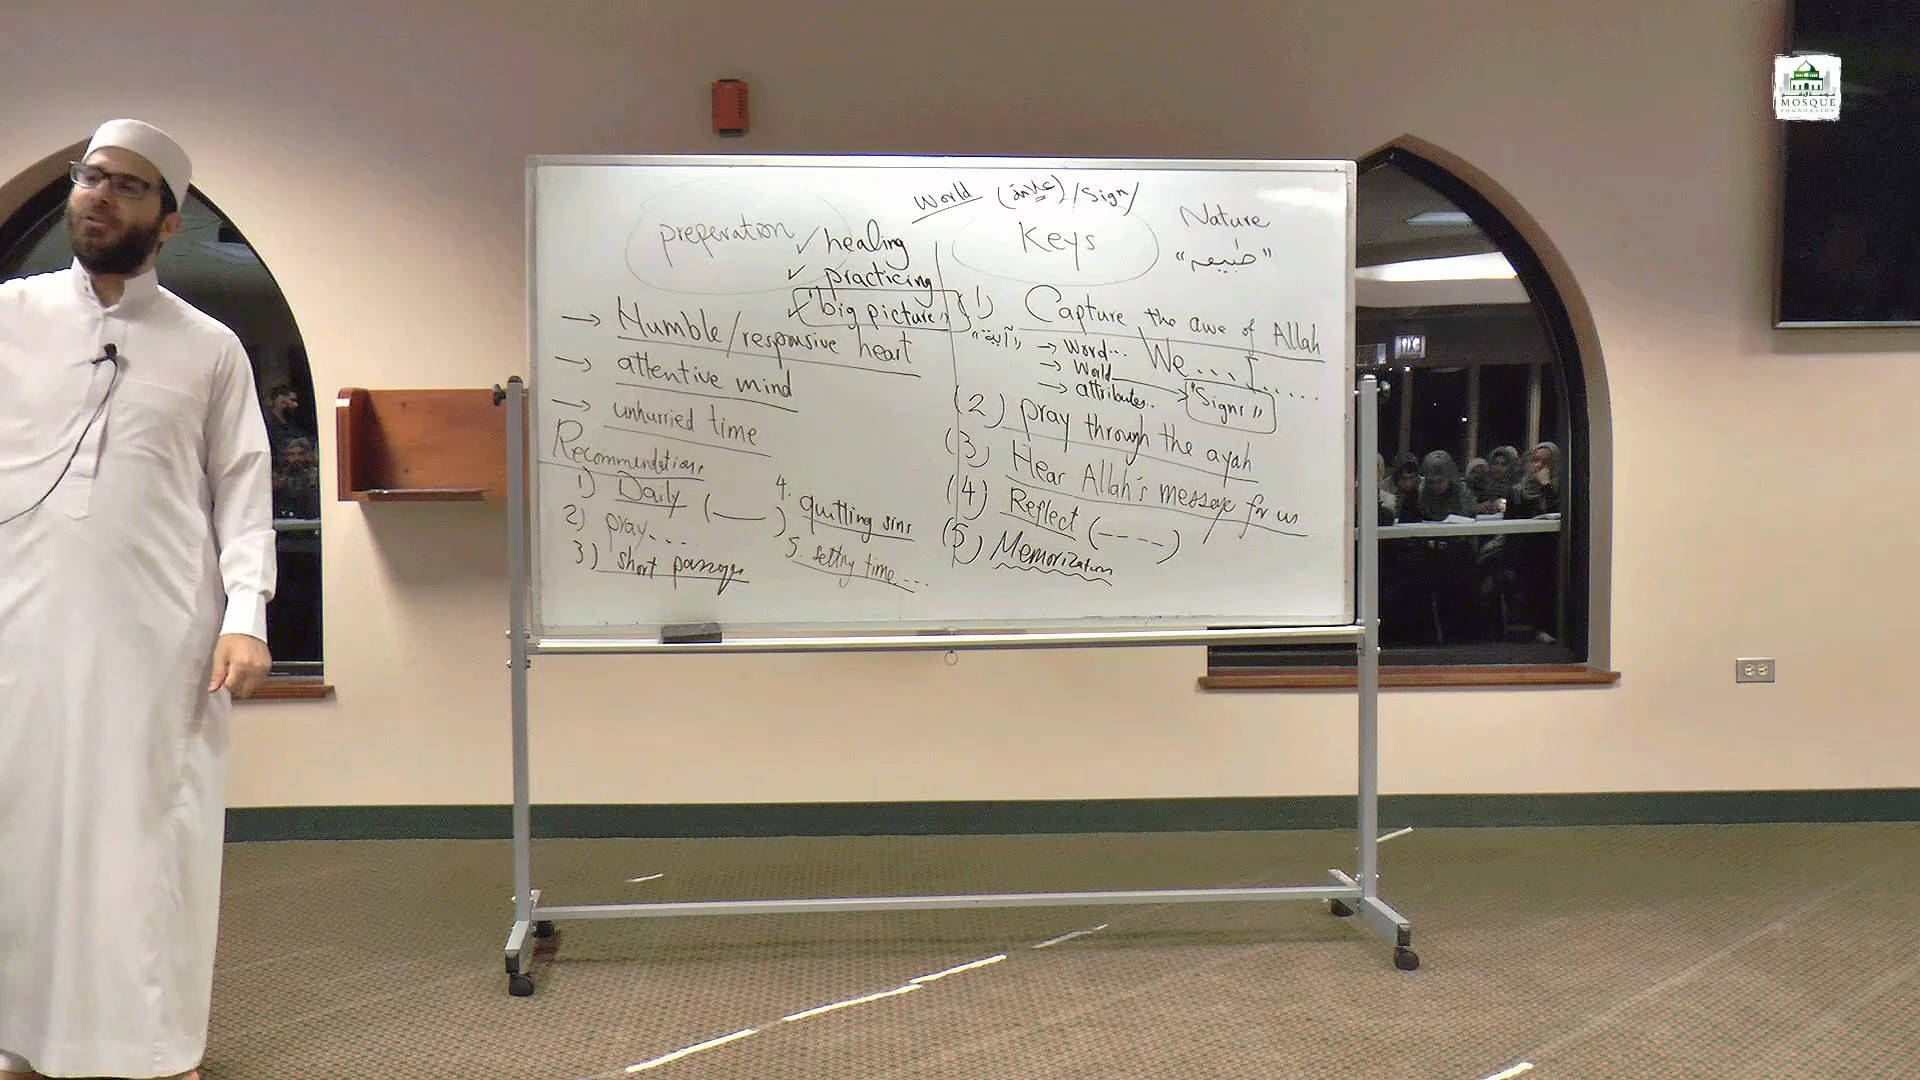 World (علامة) /Sign/
Nature
"طبيعة"
preperation
✓ healing
✓ practicing
✓ "big picture"
→ Humble/responsive heart
→ attentive mind
→ unhurried time
Recommendations
1) Daily (___)
2) pray....
3) short passage
4. quitting sins
5. setting time...
Keys
(1) Capture the awe of Allah
"آية"
→ Word...
→ World
→ attributes..
We........
"Signs"
(2) pray through the ayah
(3) Hear Allah's message for us
(4) Reflect (----)
(5) Memorization
MOSQUE
FOUNDATION